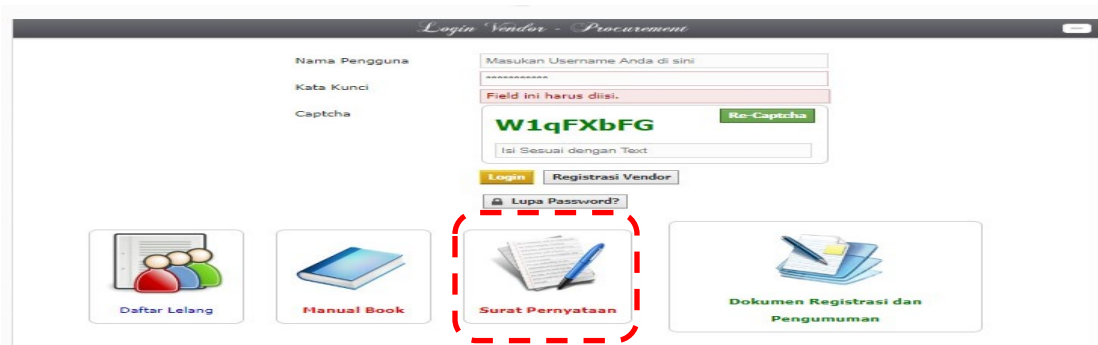 Login Vendor - Procurement
Nama Pengguna
Masukan Username Anda di sini
Kata Kunci
***********
Field ini harus diisi.
Captcha
W1qFXbFG
Re-Captcha
Isi Sesuai dengan Text
Login
Registrasi Vendor
Lupa Password?
Daftar Lelang
Manual Book
Surat Pernyataan
Dokumen Registrasi dan
Pengumuman